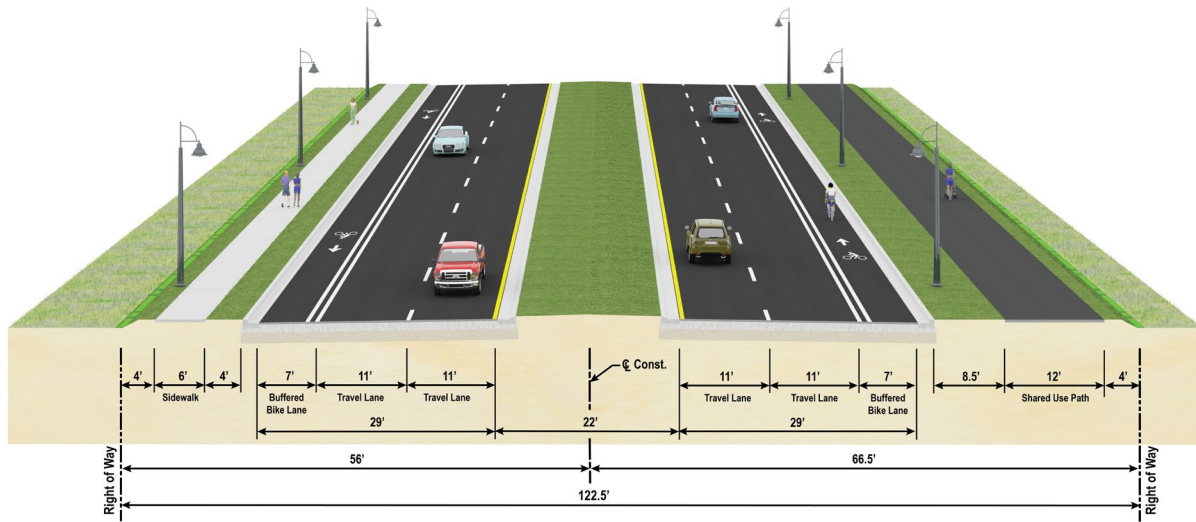 ℄ Const.
4' 6' 4' 7' 11' 11' 11' 11' 7' 8.5' 12' 4'
Sidewalk Buffered Travel Lane Travel Lane Travel Lane Travel Lane Buffered Shared Use Path
Bike Lane Bike Lane
29' 22' 29'
56' 66.5'
122.5'
Right of Way
Right of Way